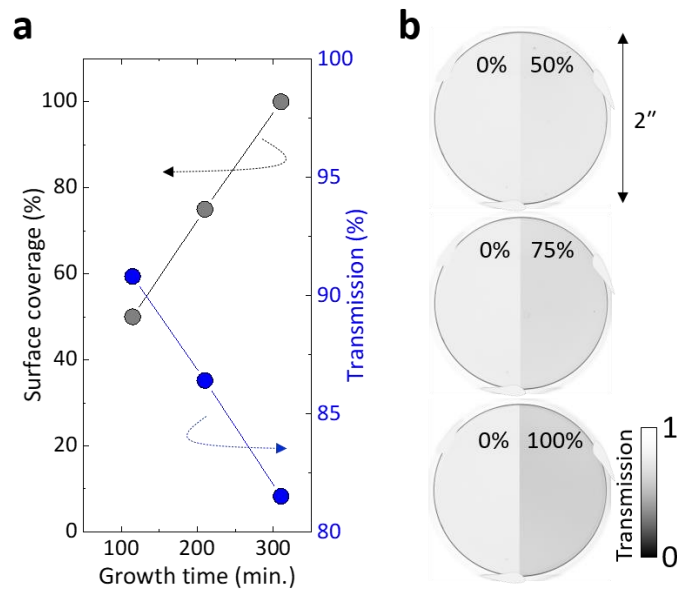 a
100
80
60
40
20
0
Surface coverage (%)
100
95
90
85
80
Transmission (%)
100 200 300
Growth time (min.)
b
0% 50%
2″
0% 75%
0% 100%
Transmission
1
0